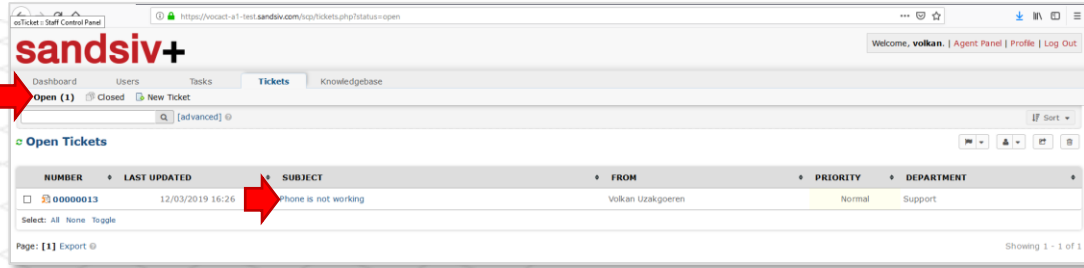 osTicket :: Staff Control Panel
https://vocact-a1-test.sandsiv.com/scp/tickets.php?status=open
sandsiv+
Welcome, volkan. | Agent Panel | Profile | Log Out
Dashboard Users Tasks Tickets Knowledgebase
Open (1) Closed New Ticket
[advanced] Sort
Open Tickets
NUMBER LAST UPDATED SUBJECT FROM PRIORITY DEPARTMENT
00000013 12/03/2019 16:26 Phone is not working Volkan Uzakgoeren Normal Support
Select: All None Toggle
Page: [1] Export Showing 1 - 1 of 1